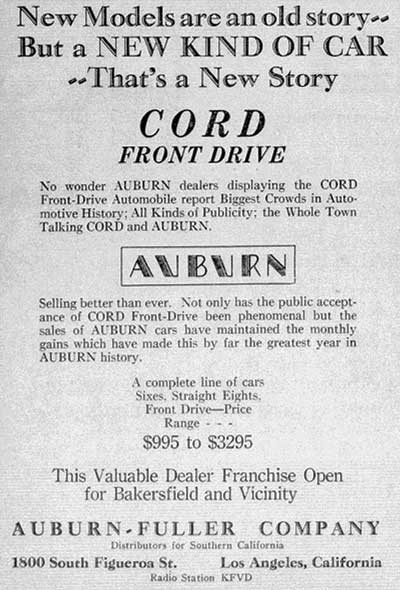 New Models are an old story--
But a NEW KIND OF CAR
--That's a New Story
CORD
FRONT DRIVE
No wonder AUBURN dealers displaying the CORD
Front-Drive Automobile report Biggest Crowds in Auto-
motive History; All Kinds of Publicity; the Whole Town
Talking CORD and AUBURN.
AUBURN
Selling better than ever. Not only has the public accept-
ance of CORD Front-Drive been phenomenal but the
sales of AUBURN cars have maintained the monthly
gains which have made this by far the greatest year in
AUBURN history.
A complete line of cars
Sixes, Straight Eights,
Front Drive—Price
Range - - -
$995 to $3295
This Valuable Dealer Franchise Open
for Bakersfield and Vicinity
AUBURN-FULLER COMPANY
Distributors for Southern California
1800 South Figueroa St. Los Angeles, California
Radio Station KFVD